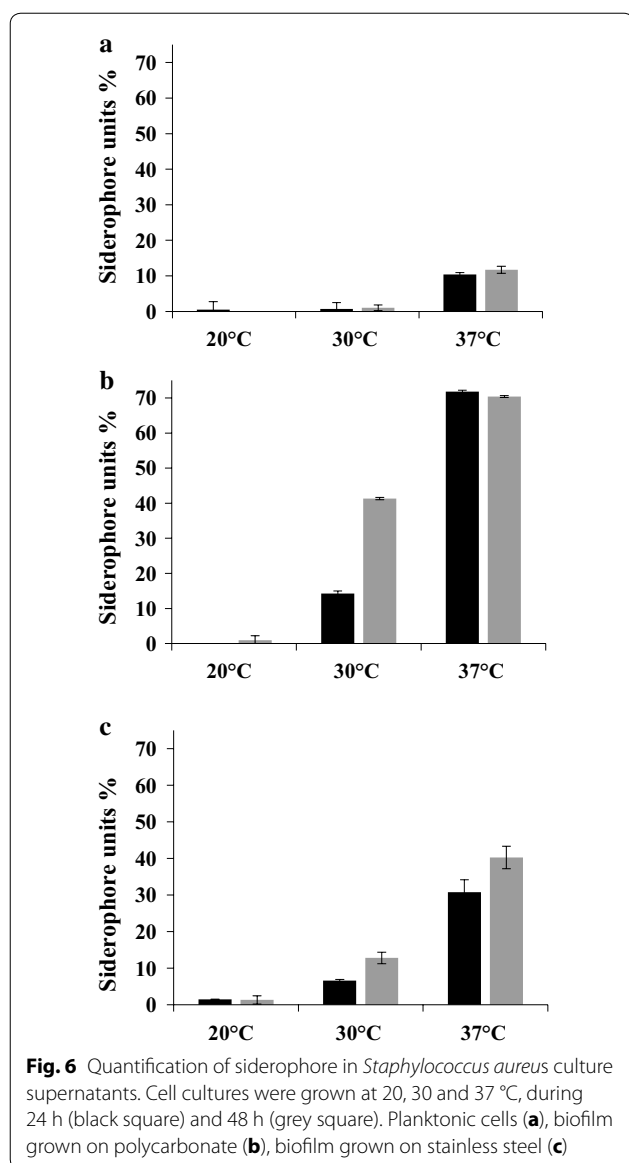 a
Siderophore units %
70
60
50
40
30
20
10
0
20°C 30°C 37°C
b
Siderophore units %
70
60
50
40
30
20
10
0
20°C 30°C 37°C
c
Siderophore units %
70
60
50
40
30
20
10
0
20°C 30°C 37°C
Fig. 6 Quantification of siderophore in Staphylococcus aureus culture
supernatants. Cell cultures were grown at 20, 30 and 37 °C, during
24 h (black square) and 48 h (grey square). Planktonic cells (a), biofilm
grown on polycarbonate (b), biofilm grown on stainless steel (c)